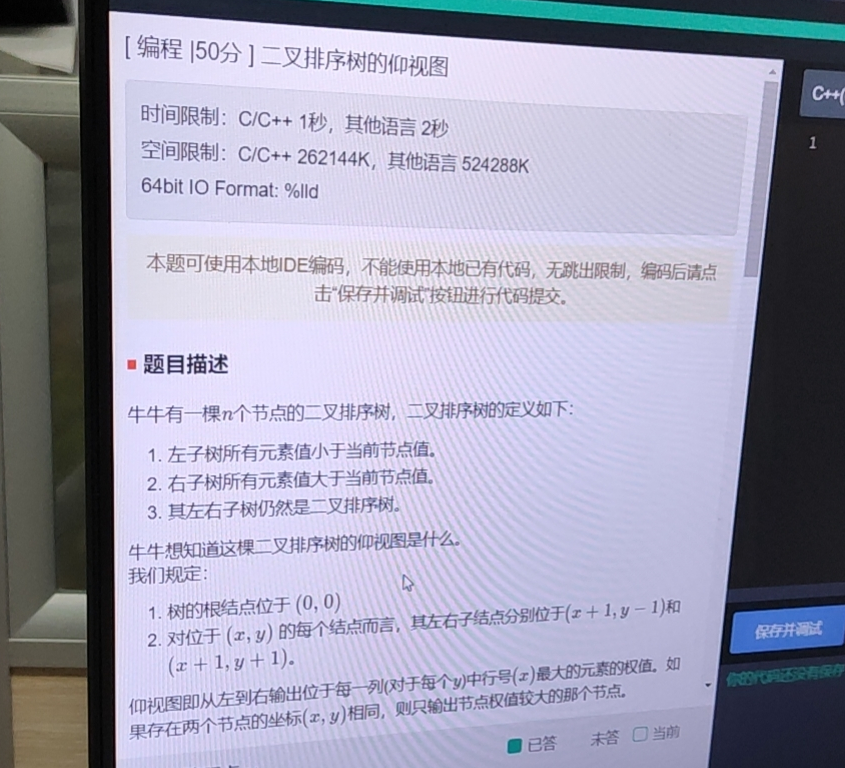 [ 编程 |50分 ] 二叉排序树的仰视图
时间限制：C/C++ 1秒，其他语言 2秒
空间限制：C/C++ 262144K，其他语言 524288K
64bit IO Format: %lld
本题可使用本地IDE编码，不能使用本地已有代码，无跳出限制，编码后请点
击“保存并调试”按钮进行代码提交。
题目描述
牛牛有一棵n个节点的二叉排序树，二叉排序树的定义如下：
1. 左子树所有元素值小于当前节点值。
2. 右子树所有元素值大于当前节点值。
3. 其左右子树仍然是二叉排序树。
牛牛想知道这棵二叉排序树的仰视图是什么。
我们规定：
1. 树的根结点位于 (0, 0)
2. 对位于 (x, y) 的每个结点而言，其左右子结点分别位于(x + 1, y − 1)和
(x + 1, y + 1)。
仰视图即从左到右输出位于每一列(对于每个y)中行号(x)最大的元素的权值。如
果存在两个节点的坐标(x, y)相同，则只输出节点权值较大的那个节点。
已答 未答 当前
C++(
1
保存并调试
你的代码还没有保存